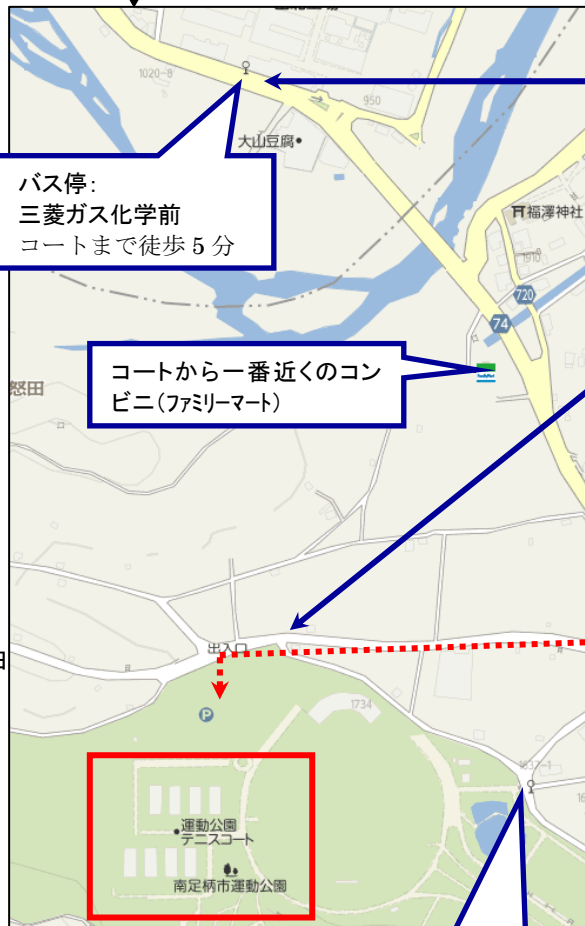 1020-8
950
大山豆腐
バス停:
三菱ガス化学前
コートまで徒歩 5 分
福澤神社
1910
720
74
コートから一番近くのコン
ビニ(ファミリーマート)
怒田
出入口
田
P
1734
1637-1
運動公園
テニスコート
南足柄市運動公園